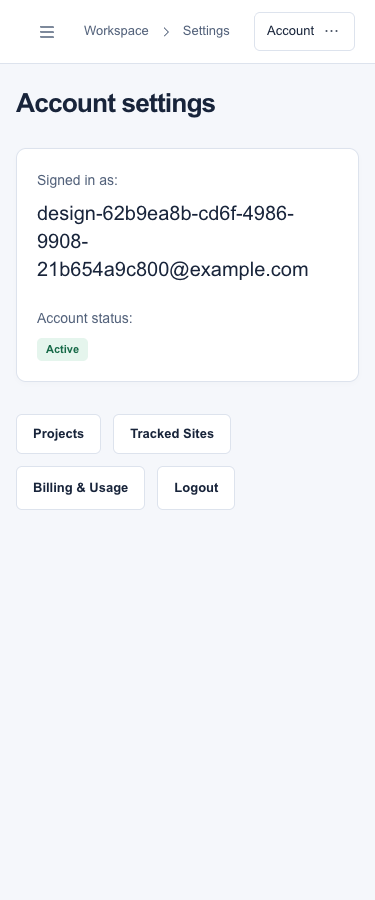 Workspace > Settings
Account ···
Account settings
Signed in as:
design-62b9ea8b-cd6f-4986-
9908-
21b654a9c800@example.com
Account status:
Active
Projects
Tracked Sites
Billing & Usage
Logout